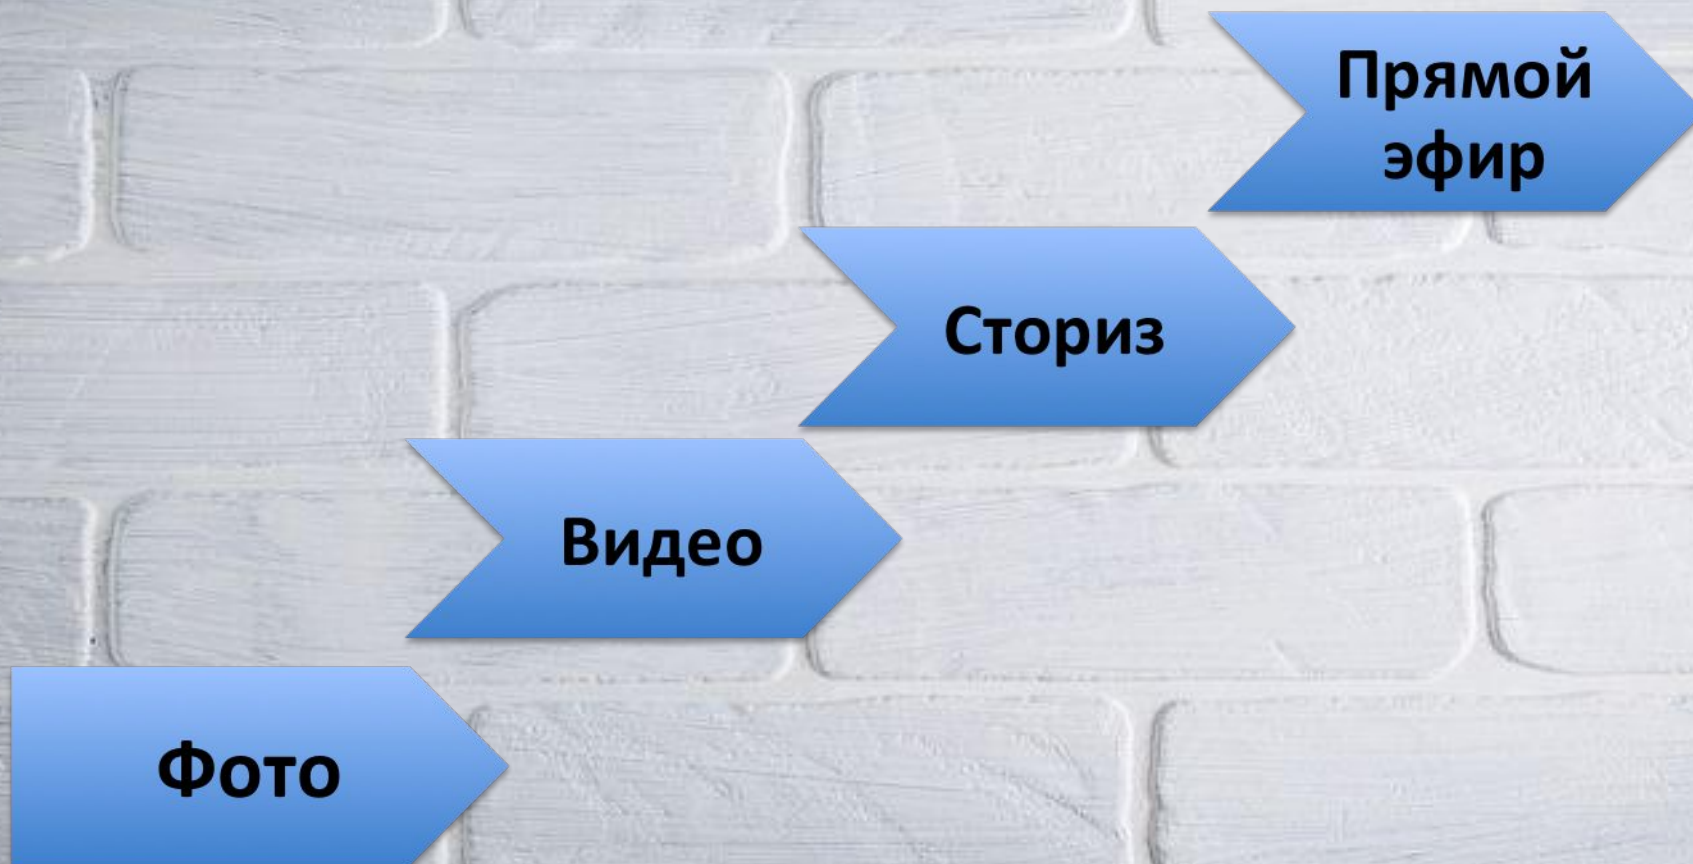 Прямой
эфир
Сториз
Видео
Фото